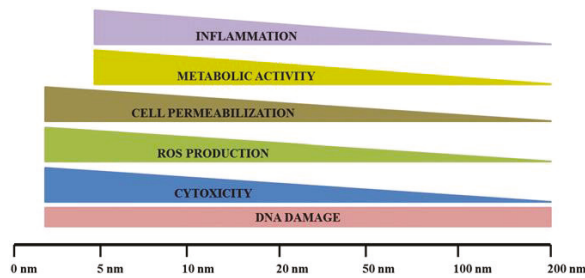 INFLAMMATION
METABOLIC ACTIVITY
CELL PERMEABILIZATION
ROS PRODUCTION
CYTOXICITY
DNA DAMAGE
0 nm 5 nm 10 nm 20 nm 50 nm 100 nm 200 nm